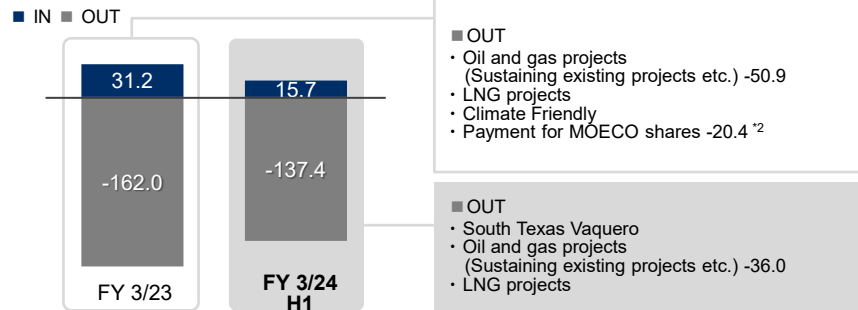 ■ IN ■ OUT
31.2
-162.0
FY 3/23
15.7
-137.4
FY 3/24
H1
■OUT
・Oil and gas projects
(Sustaining existing projects etc.) -50.9
・LNG projects
・Climate Friendly
・Payment for MOECO shares -20.4 *2
■OUT
・South Texas Vaquero
・Oil and gas projects
(Sustaining existing projects etc.) -36.0
・LNG projects